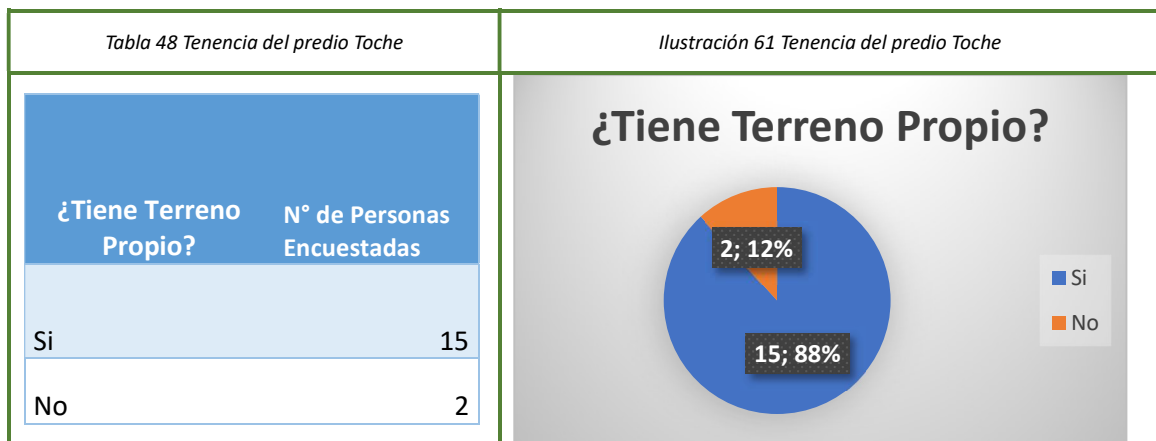 Tabla 48 Tenencia del predio Toche
¿Tiene Terreno
Propio?
N° de Personas
Encuestadas
Si 15
No 2
Ilustración 61 Tenencia del predio Toche
¿Tiene Terreno Propio?
2; 12%
15; 88%
Si
No